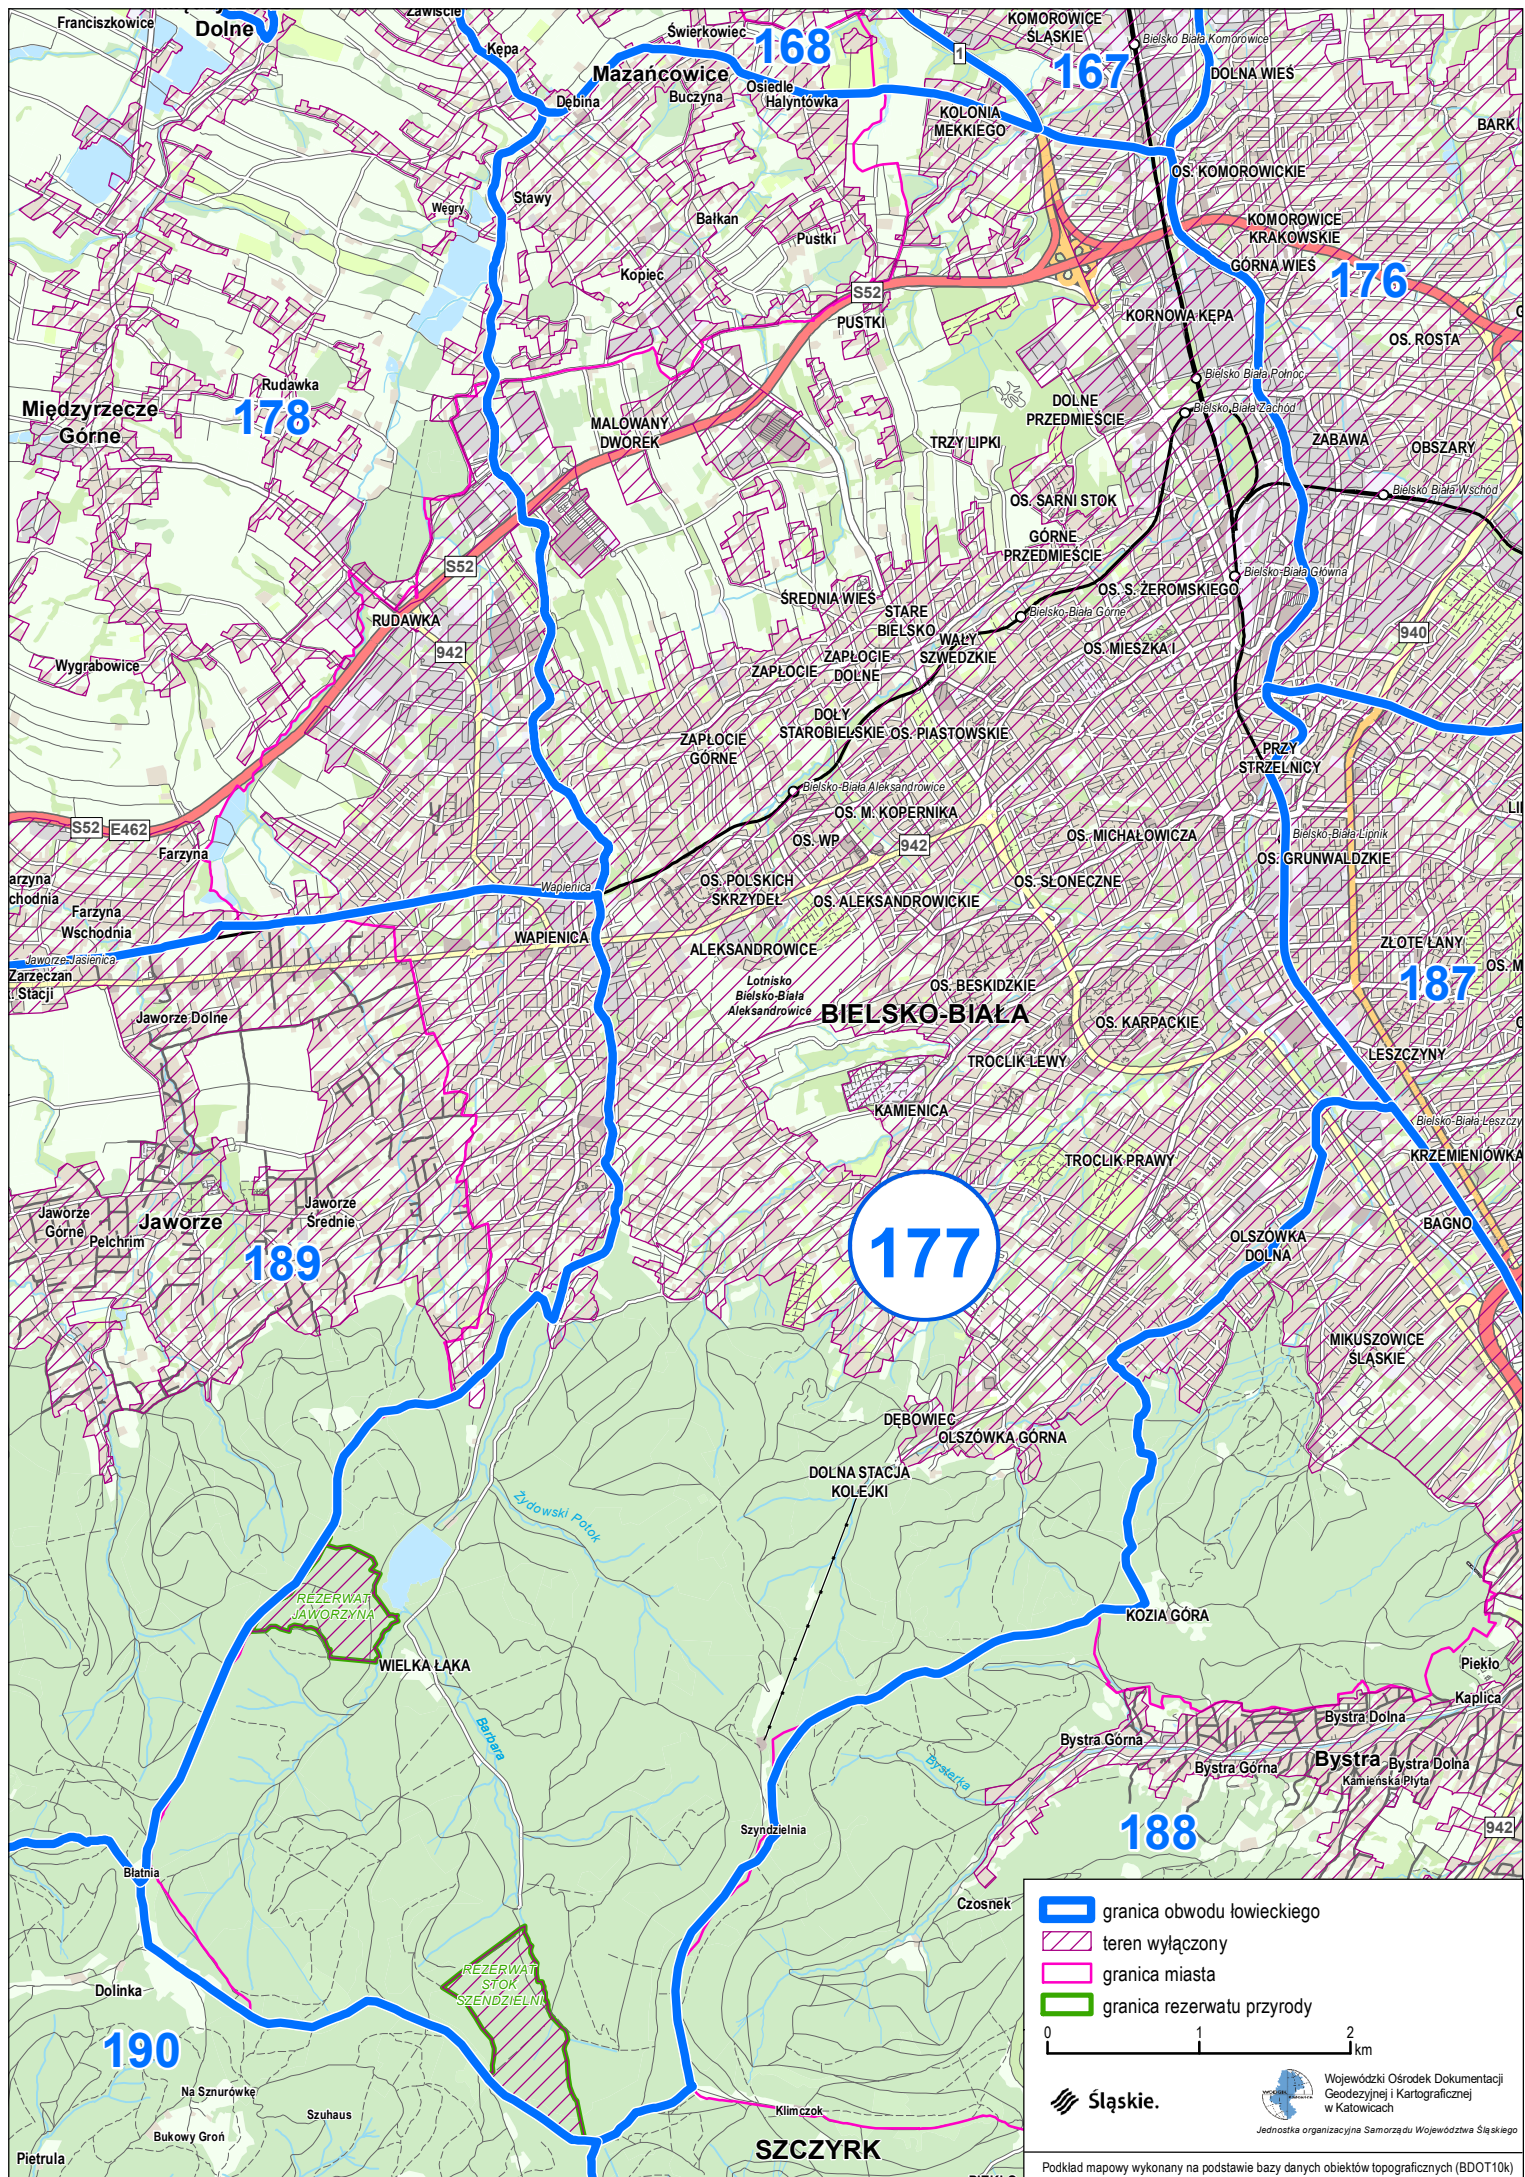 Franciszkowice
Dolne
Zawiście
Kępa
Świerkowiec
168
KOMOROWICE
ŚLĄSKIE
Bielsko Biała Komorowice
1
167
DOLNA WIEŚ
Mazańcowice
Buczyna
Osiedle
Halyntówka
Dębina
KOLONIA
MEKKIEGO
BARK
OS. KOMOROWICKIE
Stawy
Węgry
Bałkan
Pustki
KOMOROWICE
KRAKOWSKIE
GÓRNA WIEŚ
176
Kopiec
S52
PUSTKI
KORNOWA KĘPA
OS. ROSTA
Rudawka
178
Międzyrzecze
Górne
Bielsko Biała Północ
Bielsko Biała Zachód
DOLNE
PRZEDMIEŚCIE
MALOWANY
DWOREK
TRZY LIPKI
ZABAWA
OBSZARY
OS. SARNI STOK
Bielsko Biała Wschód
GÓRNE
PRZEDMIEŚCIE
S52
Bielsko-Biała Główna
OS. S. ŻEROMSKIEGO
ŚREDNIA WIEŚ
STARE
BIELSKO
Bielsko-Biała Górne
RUDAWKA
942
940
WAŁY
SZWEDZKIE
OS. MIESZKA I
Wygrabowice
ZAPŁOCIE
ZAPŁOCIE
DOLNE
DOŁY
STAROBIELSKIE
OS. PIASTOWSKIE
ZAPŁOCIE
GÓRNE
PRZY
STRZELNICY
Bielsko-Biała Aleksandrowice
OS. M. KOPERNIKA
S52
E462
OS. WP
942
OS. MICHAŁOWICZA
Bielsko-Biała Lipnik
OS. GRUNWALDZKIE
Farzyna
Wapienica
OS. POLSKICH
SKRZYDEŁ
OS. SŁONECZNE
OS. ALEKSANDROWICKIE
Farzyna
Wschodnia
WAPIENICA
ALEKSANDROWICE
ZŁOTE ŁANY
Jaworze-Jasienica
Zarzeczan
Stacji
Lotnisko
Bielsko-Biała
Aleksandrowice
OS. BESKIDZKIE
187
Jaworze Dolne
BIELSKO-BIAŁA
OS. KARPACKIE
TROCLIK LEWY
LESZCZYNY
KAMIENICA
Bielsko-Biała Leszczy
TROCLIK PRAWY
KRZEMIENIÓWKA
Jaworze
Górne
Pelchrim
Jaworze
Jaworze
Średnie
189
177
OLSZÓWKA
DOLNA
BAGNO
MIKUSZOWICE
ŚLĄSKIE
DĘBOWIEC
OLSZÓWKA GÓRNA
DOLNA STACJA
KOLEJKI
Żydowski Potok
REZERWAT
JAWORZYNA
KOZIA GÓRA
WIELKA ŁĄKA
Piekło
Kaplica
Barbara
Bystra Dolna
Bystra Górna
Bysterka
Bystra Górna
Bystra
Bystra Dolna
Kamieńska Płyta
188
942
Szyndzielnia
Błatnia
Czosnek
REZERWAT
STOK
SZENDZIELNI
Dolinka
190
Na Sznurówkę
Szuhaus
Bukowy Groń
Pietrula
Klimczok
SZCZYRK
granica obwodu łowieckiego
teren wyłączony
granica miasta
granica rezerwatu przyrody
0 1 2
km
Śląskie.
Wojewódzki Ośrodek Dokumentacji
Geodezyjnej i Kartograficznej
w Katowicach
Jednostka organizacyjna Samorządu Województwa Śląskiego
Podkład mapowy wykonany na podstawie bazy danych obiektów topograficznych (BDOT10k)